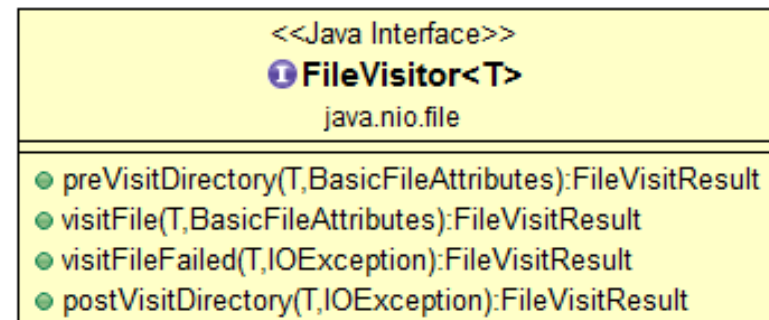 <<Java Interface>>
I FileVisitor<T>
java.nio.file
preVisitDirectory(T,BasicFileAttributes):FileVisitResult
visitFile(T,BasicFileAttributes):FileVisitResult
visitFileFailed(T,IOException):FileVisitResult
postVisitDirectory(T,IOException):FileVisitResult